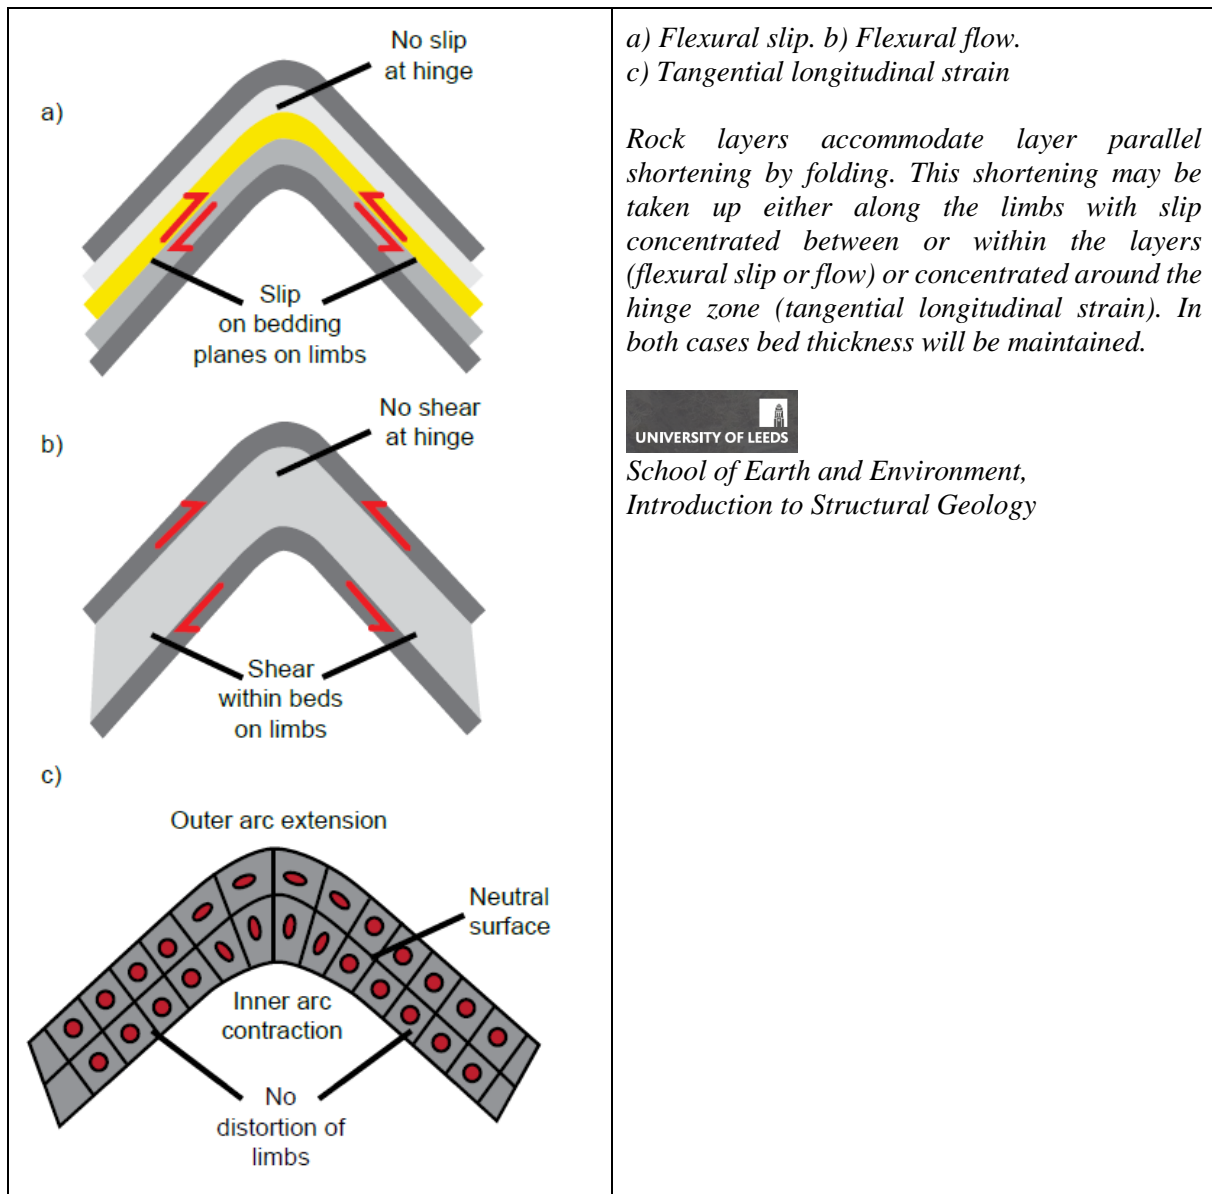 a)
No slip
at hinge
Slip
on bedding
planes on limbs
b)
No shear
at hinge
Shear
within beds
on limbs
c)
Outer arc extension
Neutral
surface
Inner arc
contraction
No
distortion of
limbs
a) Flexural slip. b) Flexural flow.
c) Tangential longitudinal strain
Rock layers accommodate layer parallel
shortening by folding. This shortening may be
taken up either along the limbs with slip
concentrated between or within the layers
(flexural slip or flow) or concentrated around the
hinge zone (tangential longitudinal strain). In
both cases bed thickness will be maintained.
UNIVERSITY OF LEEDS
School of Earth and Environment,
Introduction to Structural Geology